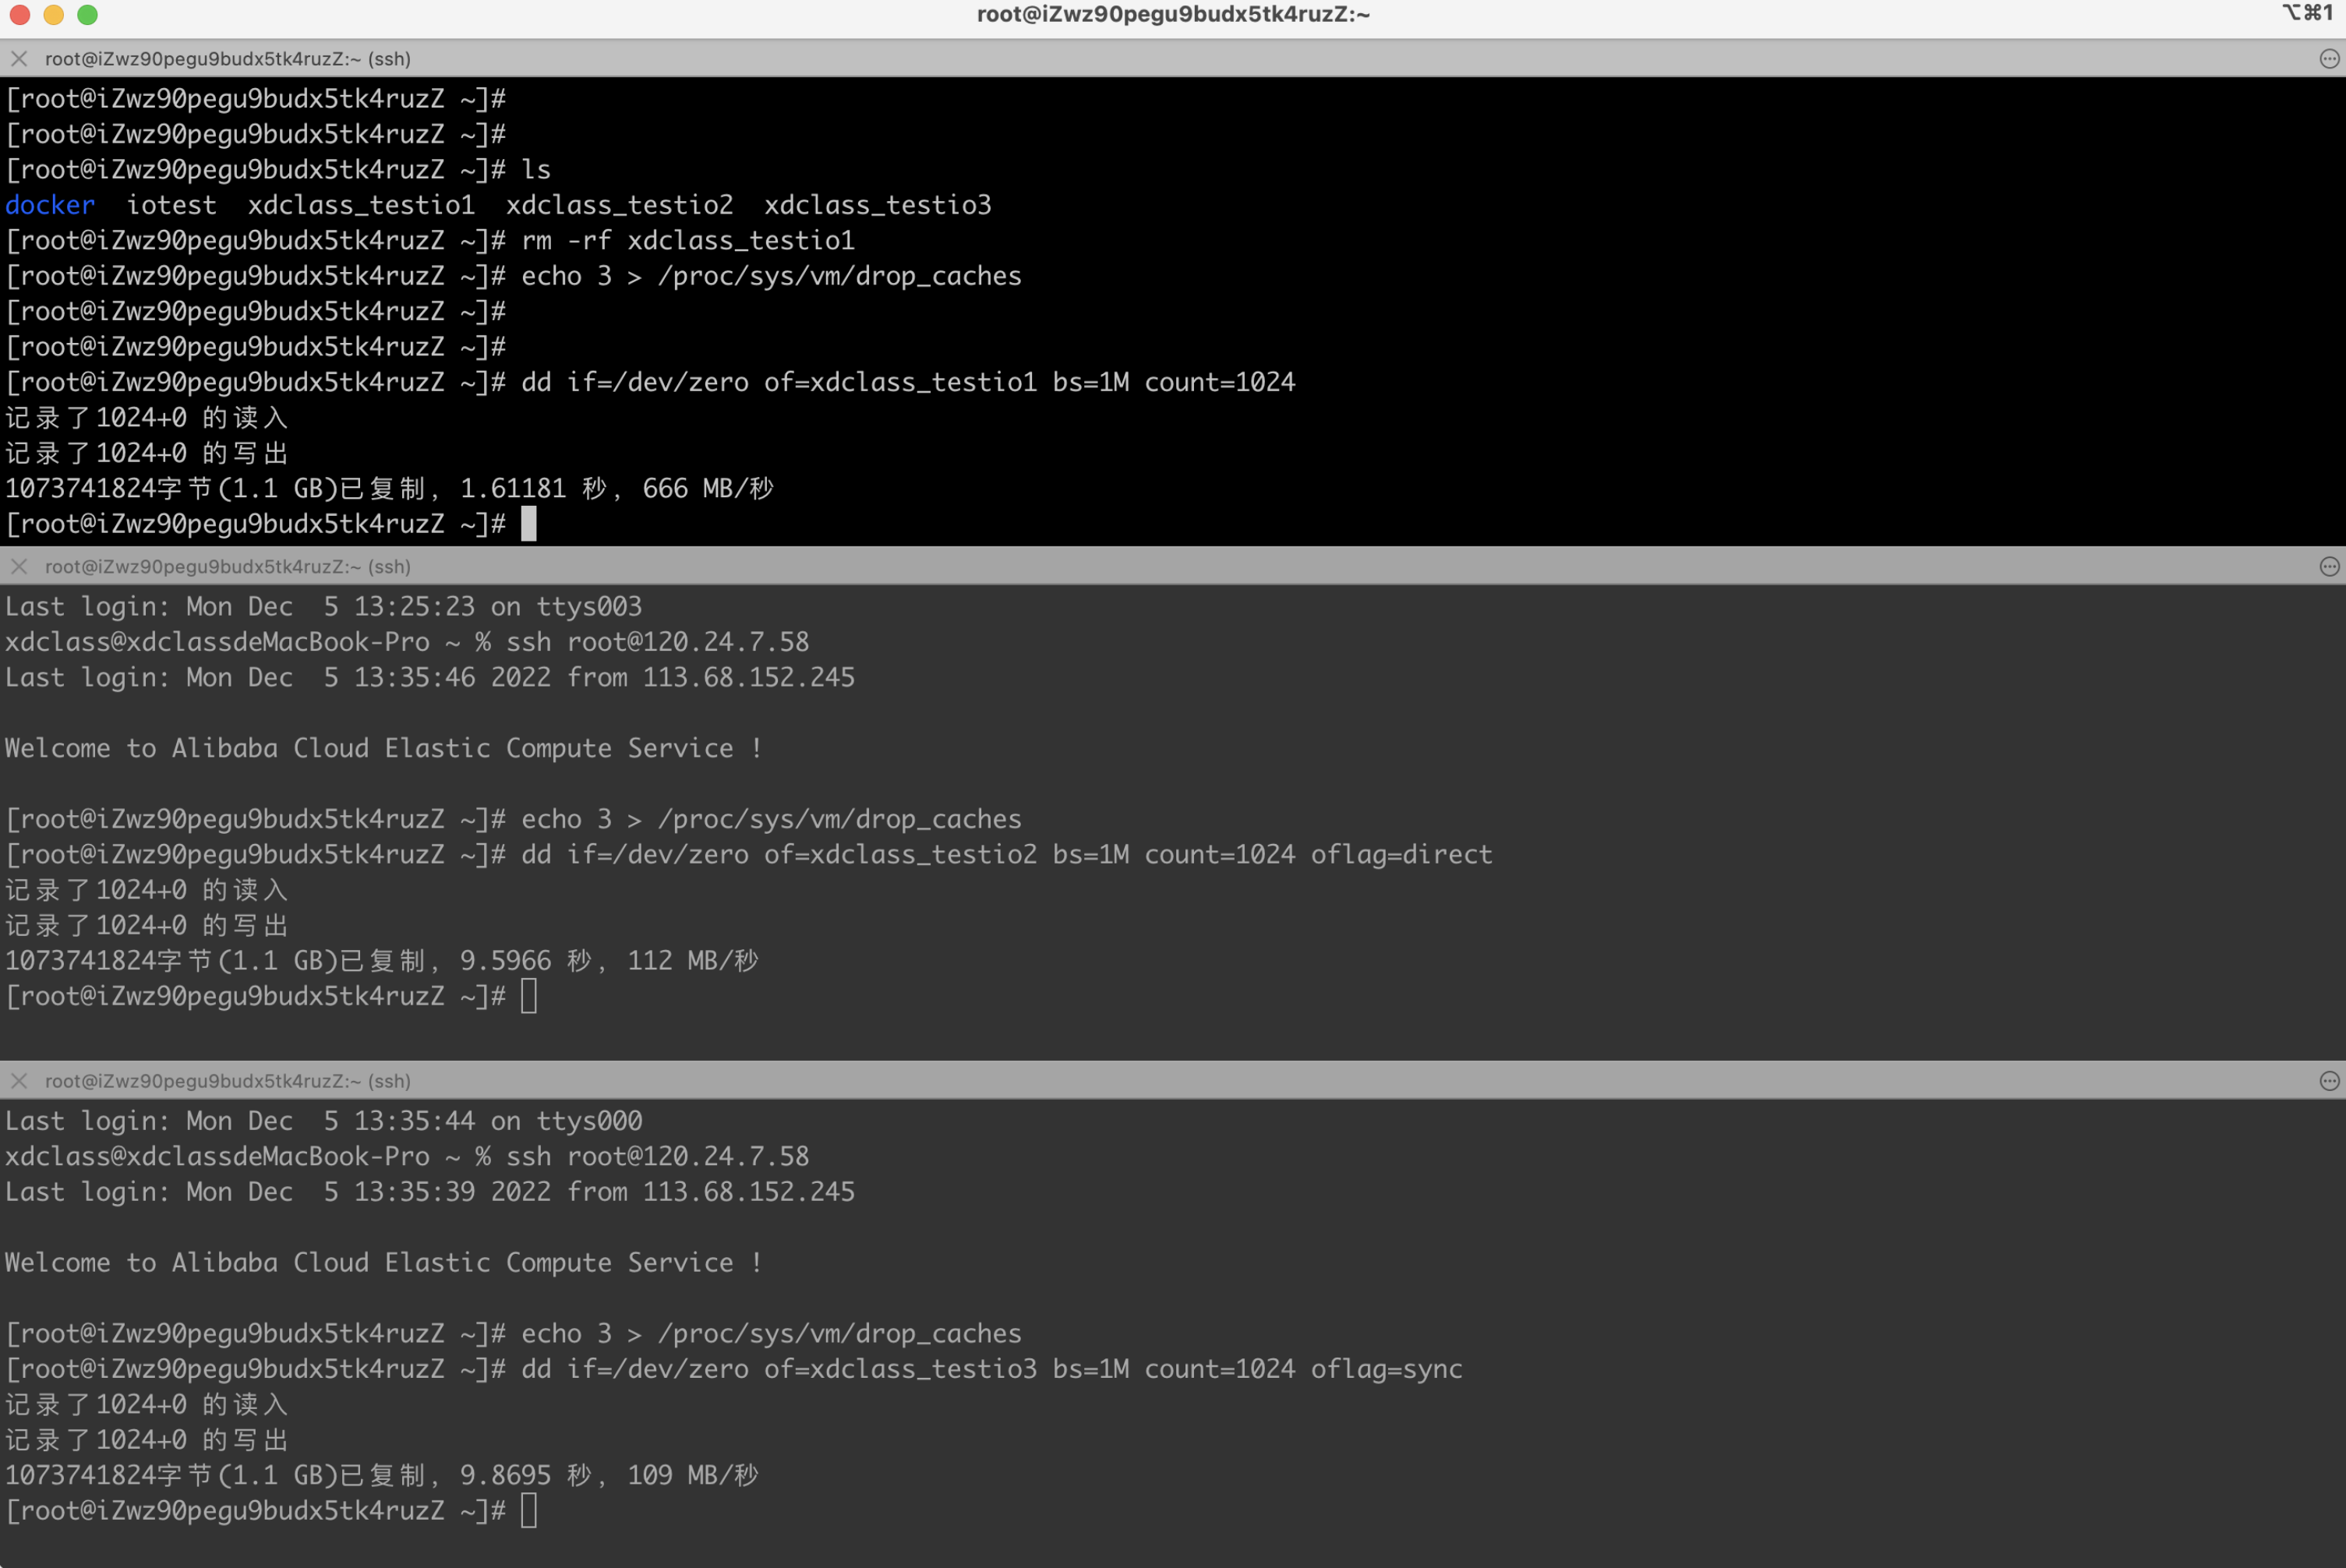 root@iZwz90pegu9budx5tk4ruzZ:~
⌥⌘1
root@iZwz90pegu9budx5tk4ruzZ:~ (ssh)
[root@iZwz90pegu9budx5tk4ruzZ ~]#
[root@iZwz90pegu9budx5tk4ruzZ ~]#
[root@iZwz90pegu9budx5tk4ruzZ ~]# ls
docker  iotest  xdclass_testio1  xdclass_testio2  xdclass_testio3
[root@iZwz90pegu9budx5tk4ruzZ ~]# rm -rf xdclass_testio1
[root@iZwz90pegu9budx5tk4ruzZ ~]# echo 3 > /proc/sys/vm/drop_caches
[root@iZwz90pegu9budx5tk4ruzZ ~]#
[root@iZwz90pegu9budx5tk4ruzZ ~]#
[root@iZwz90pegu9budx5tk4ruzZ ~]# dd if=/dev/zero of=xdclass_testio1 bs=1M count=1024
记录了1024+0 的读入
记录了1024+0 的写出
1073741824字节(1.1 GB)已复制, 1.61181 秒, 666 MB/秒
[root@iZwz90pegu9budx5tk4ruzZ ~]#
root@iZwz90pegu9budx5tk4ruzZ:~ (ssh)
Last login: Mon Dec  5 13:25:23 on ttys003
xdclass@xdclassdeMacBook-Pro ~ % ssh root@120.24.7.58
Last login: Mon Dec  5 13:35:46 2022 from 113.68.152.245
Welcome to Alibaba Cloud Elastic Compute Service !
[root@iZwz90pegu9budx5tk4ruzZ ~]# echo 3 > /proc/sys/vm/drop_caches
[root@iZwz90pegu9budx5tk4ruzZ ~]# dd if=/dev/zero of=xdclass_testio2 bs=1M count=1024 oflag=direct
记录了1024+0 的读入
记录了1024+0 的写出
1073741824字节(1.1 GB)已复制, 9.5966 秒, 112 MB/秒
[root@iZwz90pegu9budx5tk4ruzZ ~]#
root@iZwz90pegu9budx5tk4ruzZ:~ (ssh)
Last login: Mon Dec  5 13:35:44 on ttys000
xdclass@xdclassdeMacBook-Pro ~ % ssh root@120.24.7.58
Last login: Mon Dec  5 13:35:39 2022 from 113.68.152.245
Welcome to Alibaba Cloud Elastic Compute Service !
[root@iZwz90pegu9budx5tk4ruzZ ~]# echo 3 > /proc/sys/vm/drop_caches
[root@iZwz90pegu9budx5tk4ruzZ ~]# dd if=/dev/zero of=xdclass_testio3 bs=1M count=1024 oflag=sync
记录了1024+0 的读入
记录了1024+0 的写出
1073741824字节(1.1 GB)已复制, 9.8695 秒, 109 MB/秒
[root@iZwz90pegu9budx5tk4ruzZ ~]#